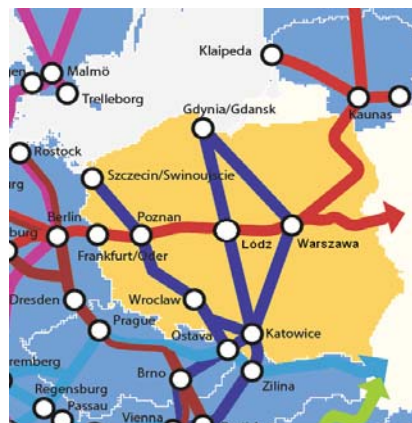 Klaipeda
Malmö
Trelleborg
Kaunas
Gdynia/Gdansk
Rostock
Szczecin/Swinoujscie
Berlin
Poznan
Lódz
Warszawa
Frankfurt/Oder
Dresden
Wroclaw
Prague
Ostava
Katowice
Brno
Zilina
Regensburg
Passau
Vienna